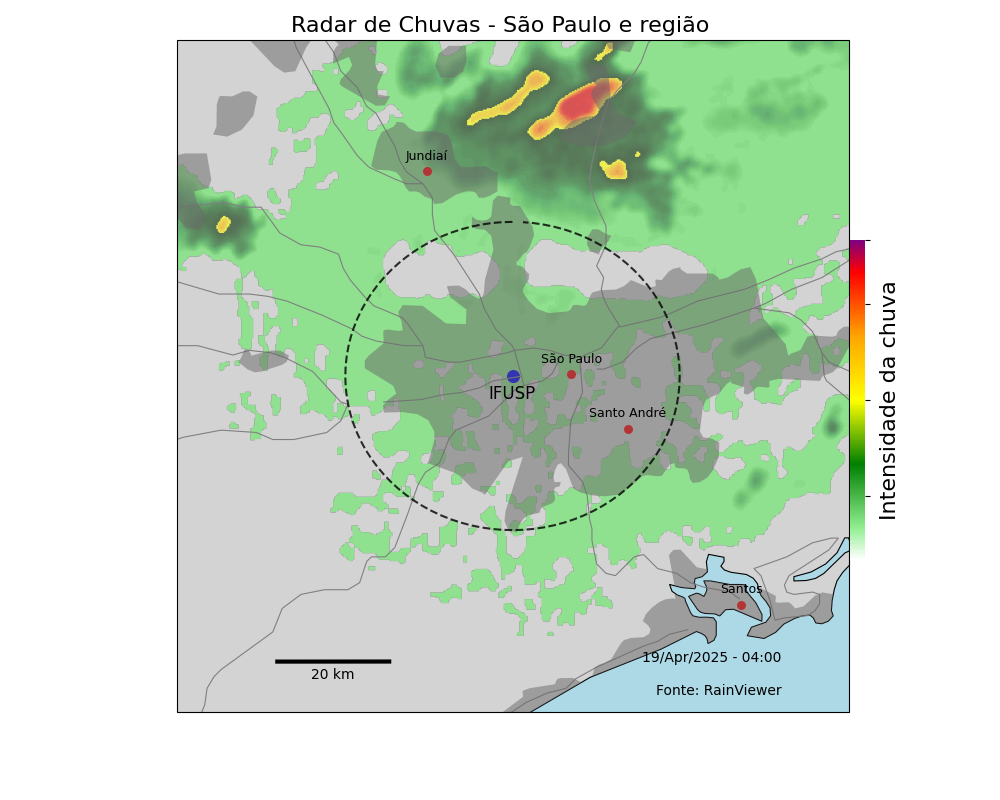 Radar de Chuvas - São Paulo e região
Jundiaí
São Paulo
IFUSP
Santo André
Santos
19/Apr/2025 - 04:00
20 km
Fonte: RainViewer
Intensidade da chuva